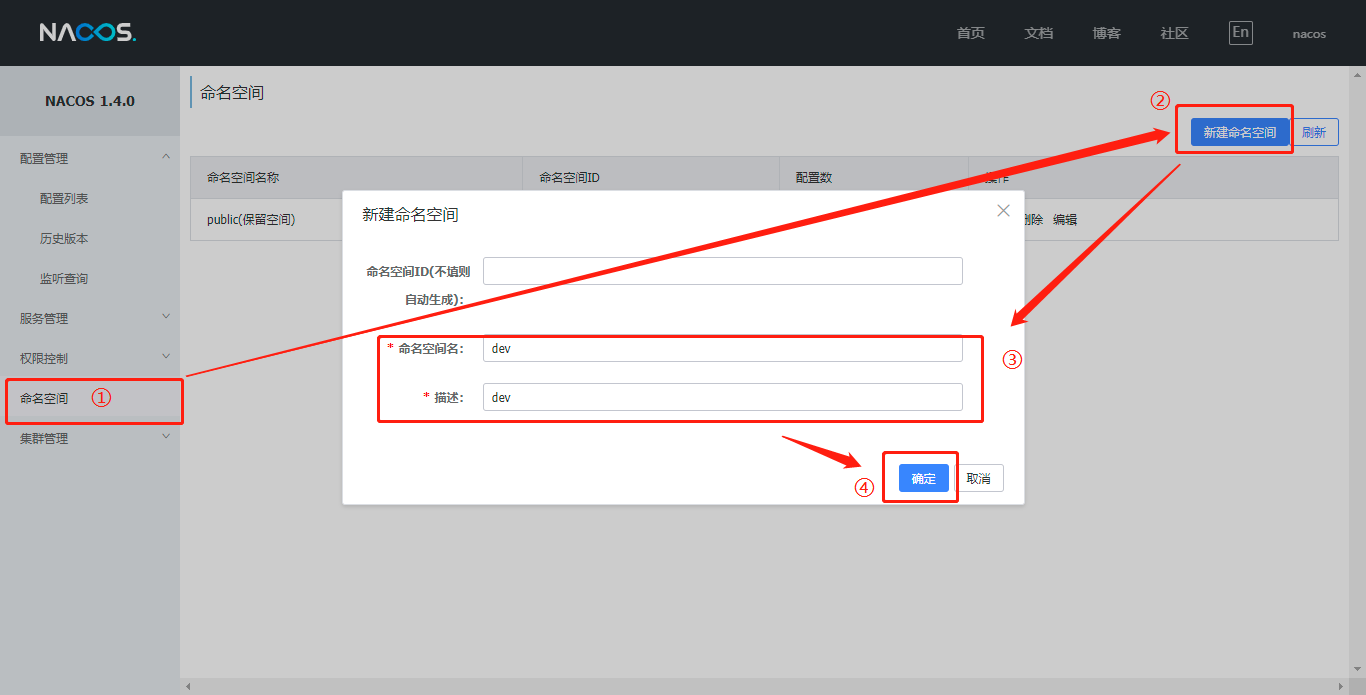 NACOS.
首页 文档 博客 社区 En nacos
NACOS 1.4.0
配置管理
配置列表
历史版本
监听查询
服务管理
权限控制
命名空间 ①
集群管理
命名空间
②
新建命名空间 刷新
命名空间名称 命名空间ID 配置数 操作
public(保留空间) 删除 编辑
新建命名空间
命名空间ID(不填则
自动生成):
* 命名空间名: dev
③
* 描述: dev
④
确定 取消